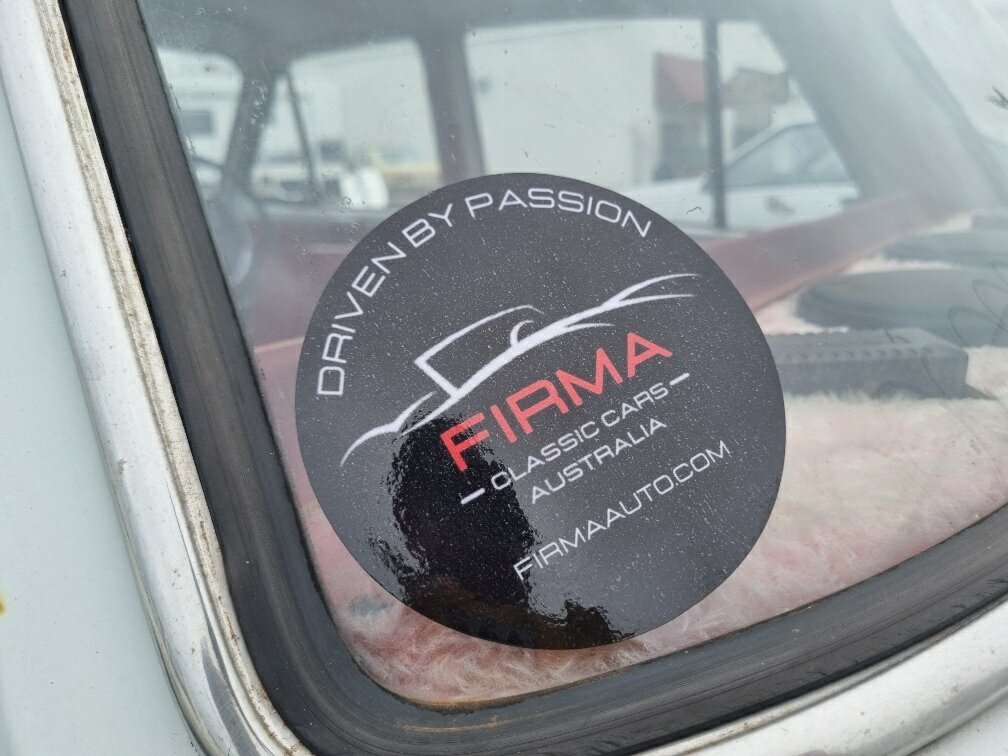 DRIVEN BY PASSION
FIRMA
CLASSIC CARS
AUSTRALIA
FIRMAAUTO.COM